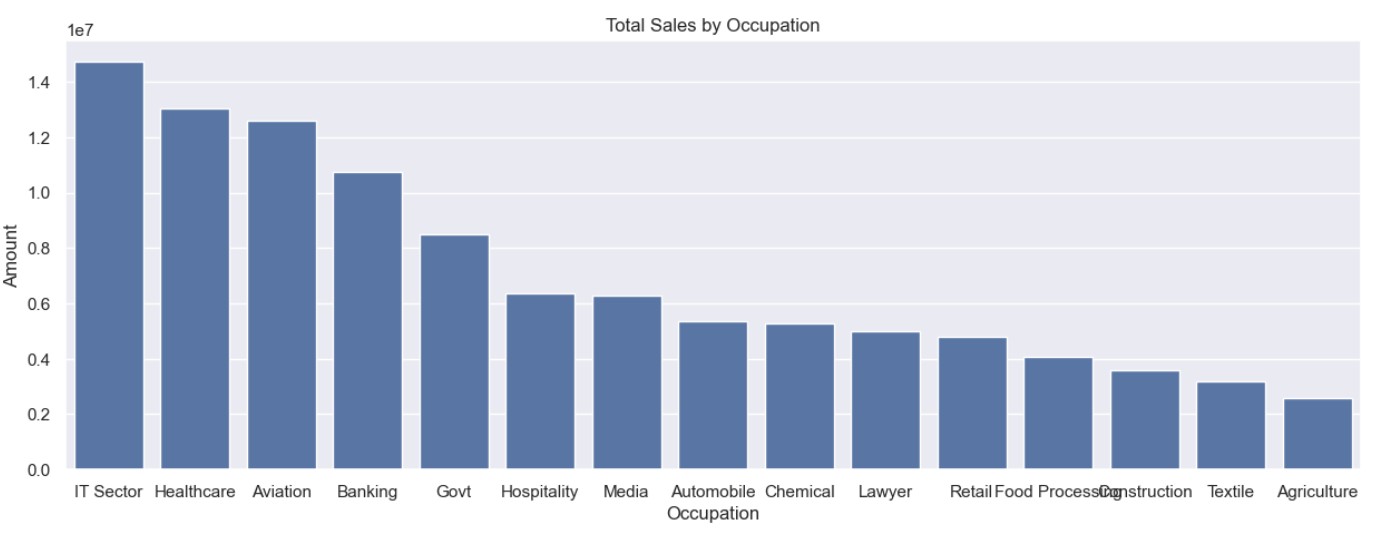 Total Sales by Occupation
1e7
1.4
1.2
1.0
0.8
0.6
0.4
0.2
0.0
Amount
IT Sector Healthcare Aviation Banking Govt Hospitality Media Automobile Chemical Lawyer Retail Food Processing Construction Textile Agriculture
Occupation